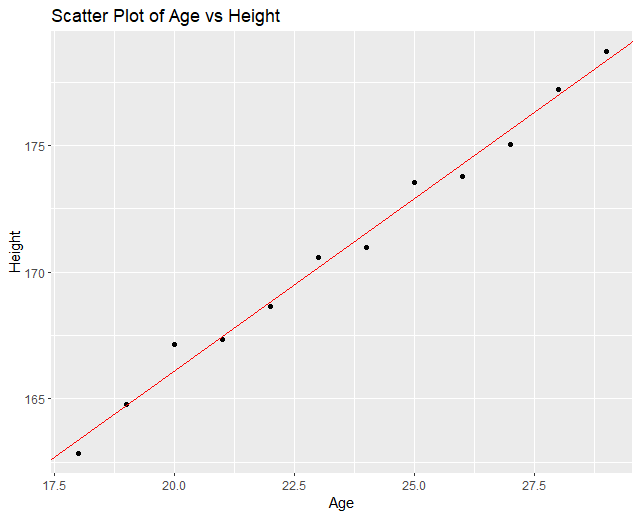 Scatter Plot of Age vs Height
175
170
165
Height
17.5 20.0 22.5 25.0 27.5
Age